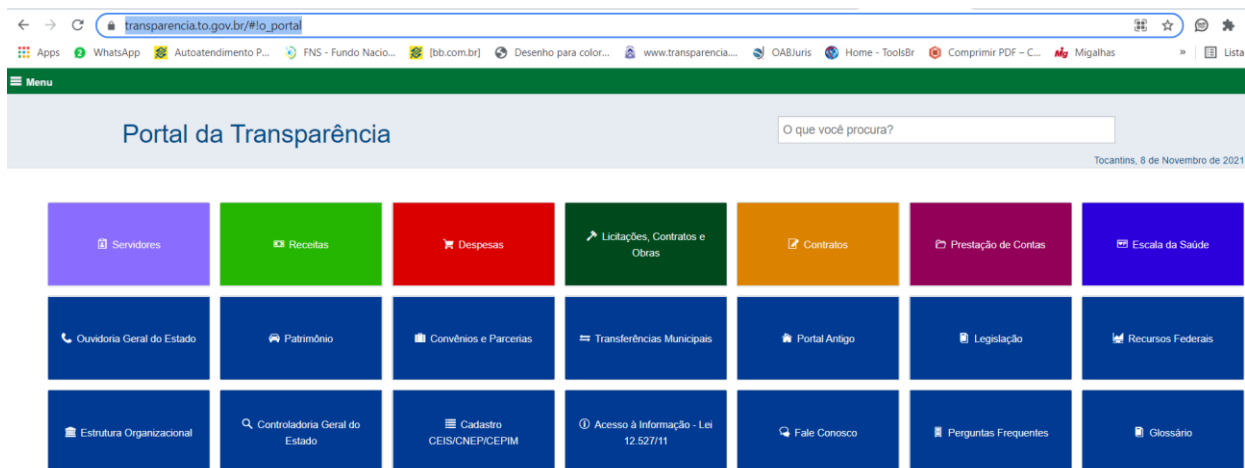 transparencia.to.gov.br/#!o_portal
Apps WhatsApp Autoatendimento P... FNS - Fundo Nacio... [bb.com.br] Desenho para color... www.transparencia.... OABJuris Home - ToolsBr Comprimir PDF – C... Mg Migalhas » Lista
Menu
Portal da Transparência
O que você procura?
Tocantins, 8 de Novembro de 2021
Servidores
Receitas
Despesas
Licitações, Contratos e
Obras
Contratos
Prestação de Contas
Escala da Saúde
Ouvidoria Geral do Estado
Patrimônio
Convênios e Parcerias
Transferências Municipais
Portal Antigo
Legislação
Recursos Federais
Estrutura Organizacional
Controladoria Geral do
Estado
Cadastro
CEIS/CNEP/CEPIM
Acesso à Informação - Lei
12.527/11
Fale Conosco
Perguntas Frequentes
Glossário